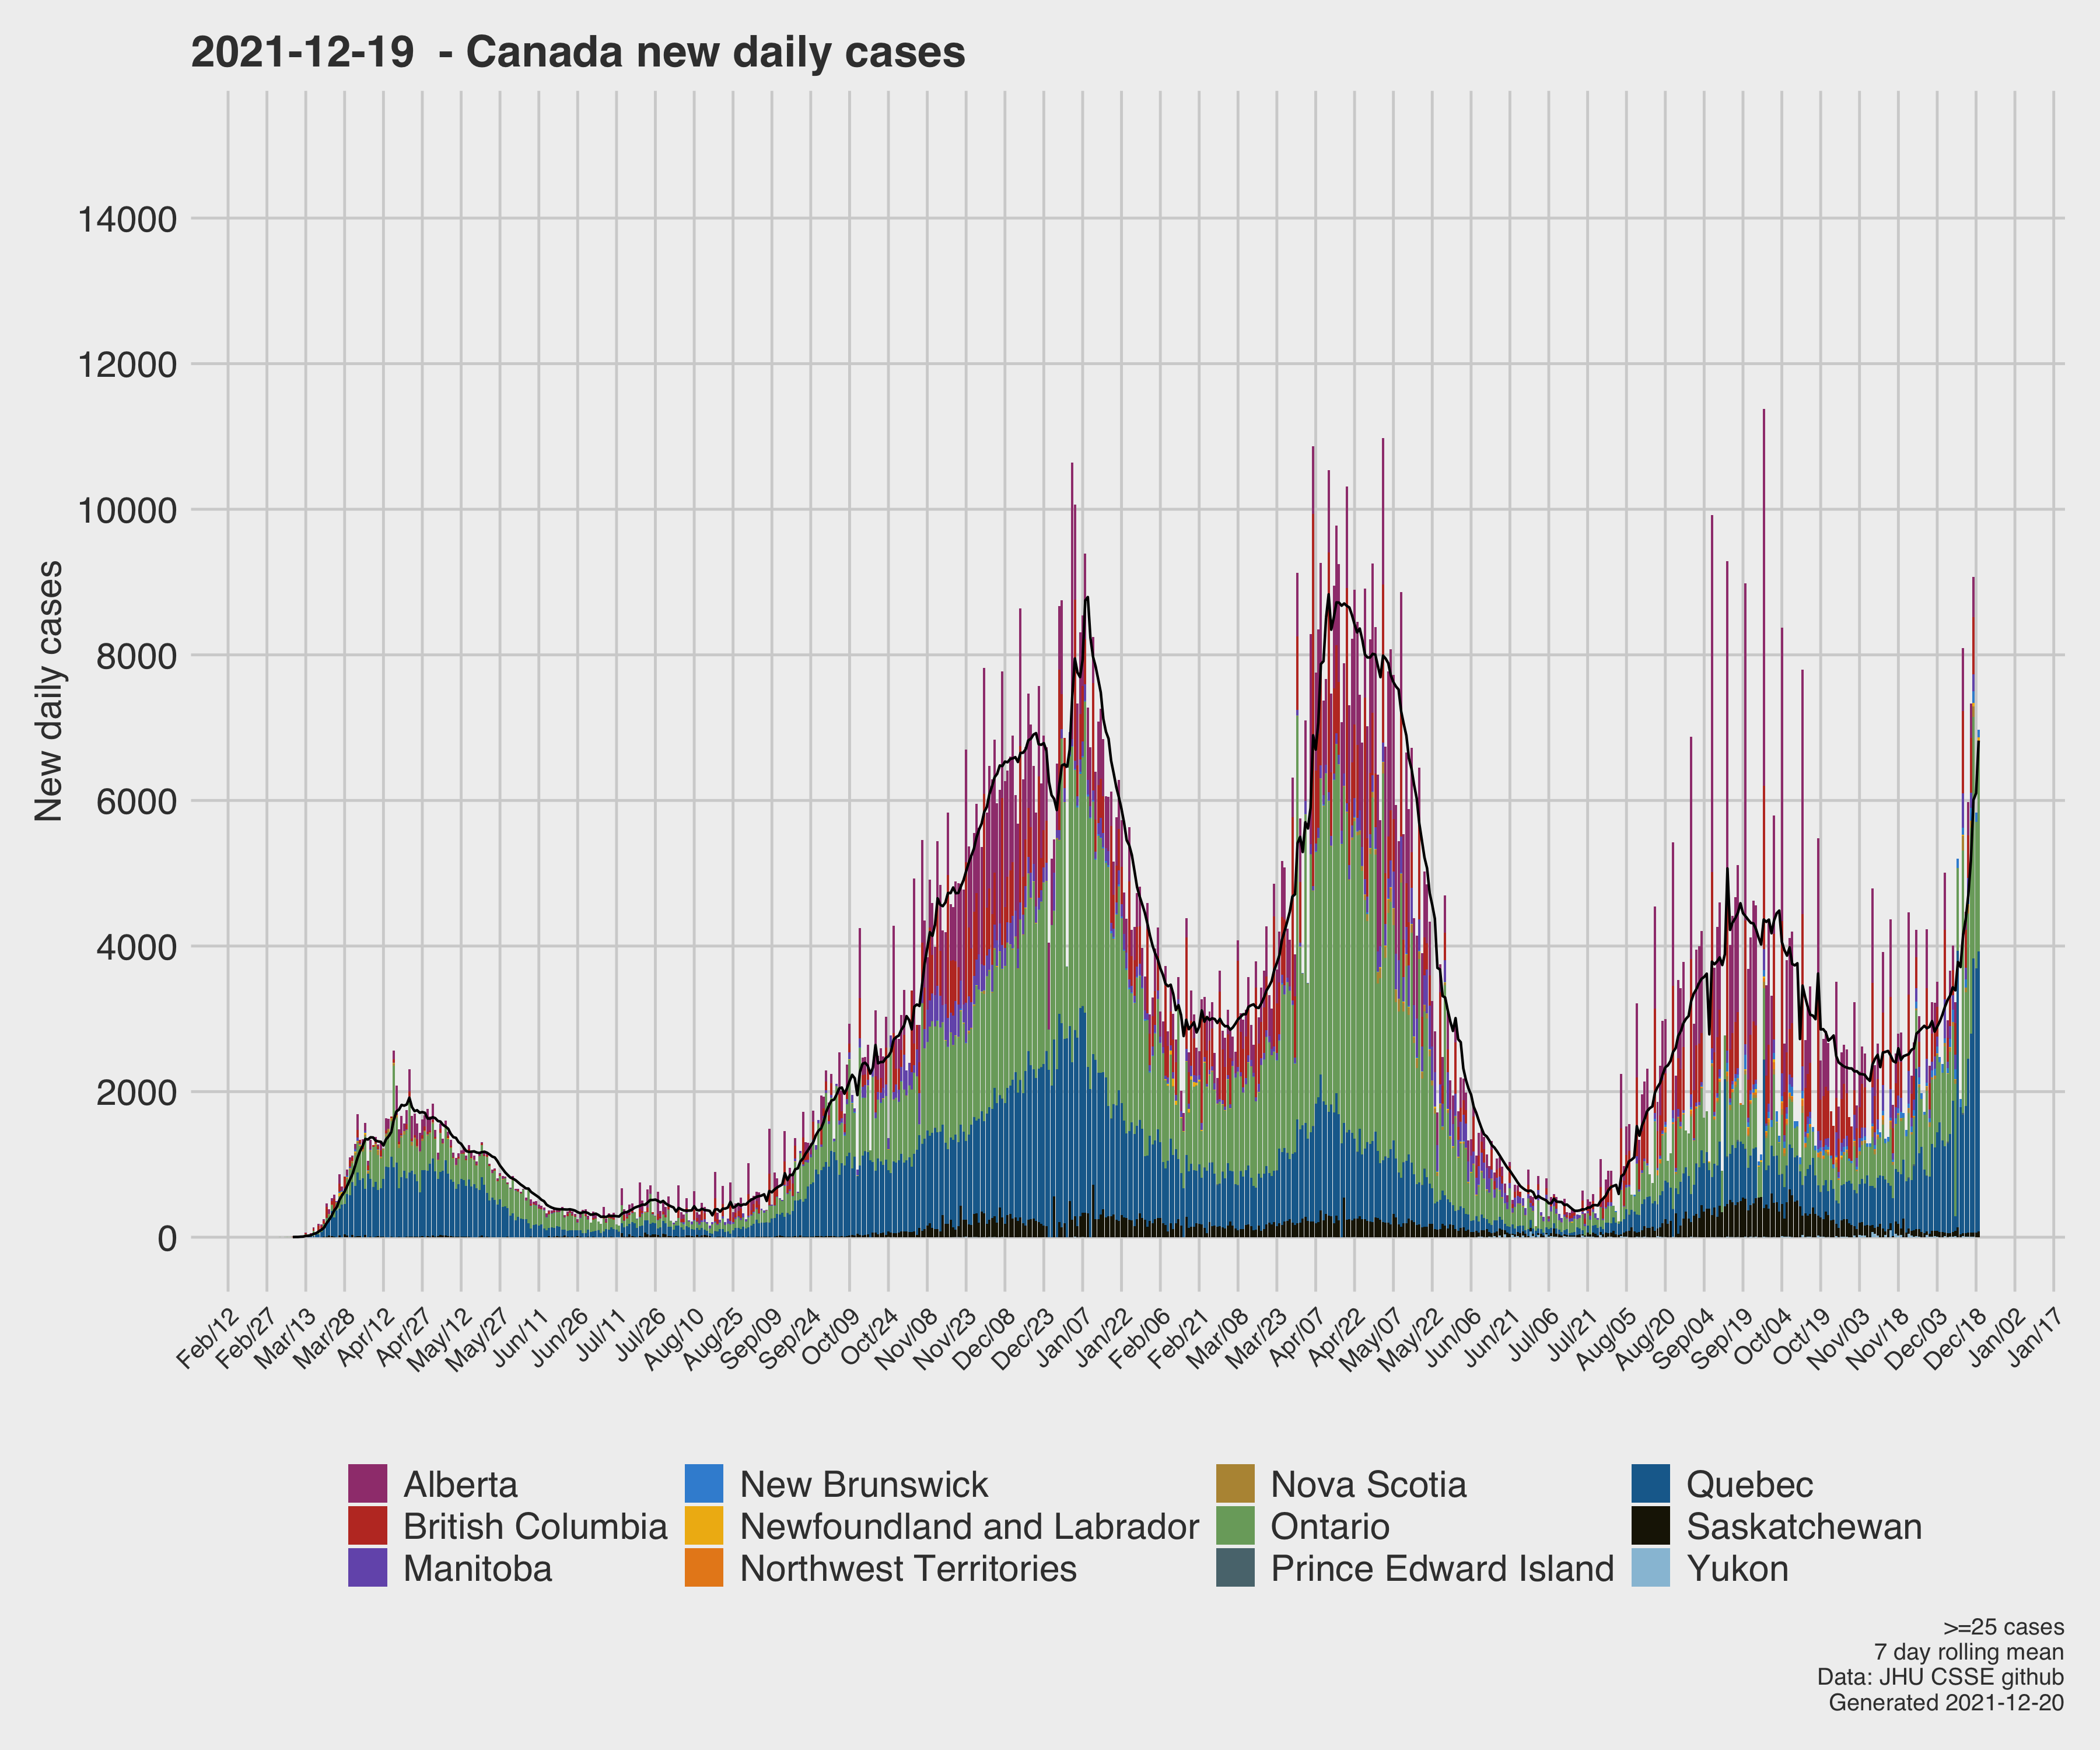 2021-12-19 - Canada new daily cases
New daily cases
14000
12000
10000
8000
6000
4000
2000
0
Feb/12
Feb/27
Mar/13
Mar/28
Apr/12
Apr/27
May/12
May/27
Jun/11
Jun/26
Jul/11
Jul/26
Aug/10
Aug/25
Sep/09
Sep/24
Oct/09
Oct/24
Nov/08
Nov/23
Dec/08
Dec/23
Jan/07
Jan/22
Feb/06
Feb/21
Mar/08
Mar/23
Apr/07
Apr/22
May/07
May/22
Jun/06
Jun/21
Jul/06
Jul/21
Aug/05
Aug/20
Sep/04
Sep/19
Oct/04
Oct/19
Nov/03
Nov/18
Dec/03
Dec/18
Jan/02
Jan/17
Alberta
New Brunswick
Nova Scotia
Quebec
British Columbia
Newfoundland and Labrador
Ontario
Saskatchewan
Manitoba
Northwest Territories
Prince Edward Island
Yukon
>=25 cases
7 day rolling mean
Data: JHU CSSE github
Generated 2021-12-20